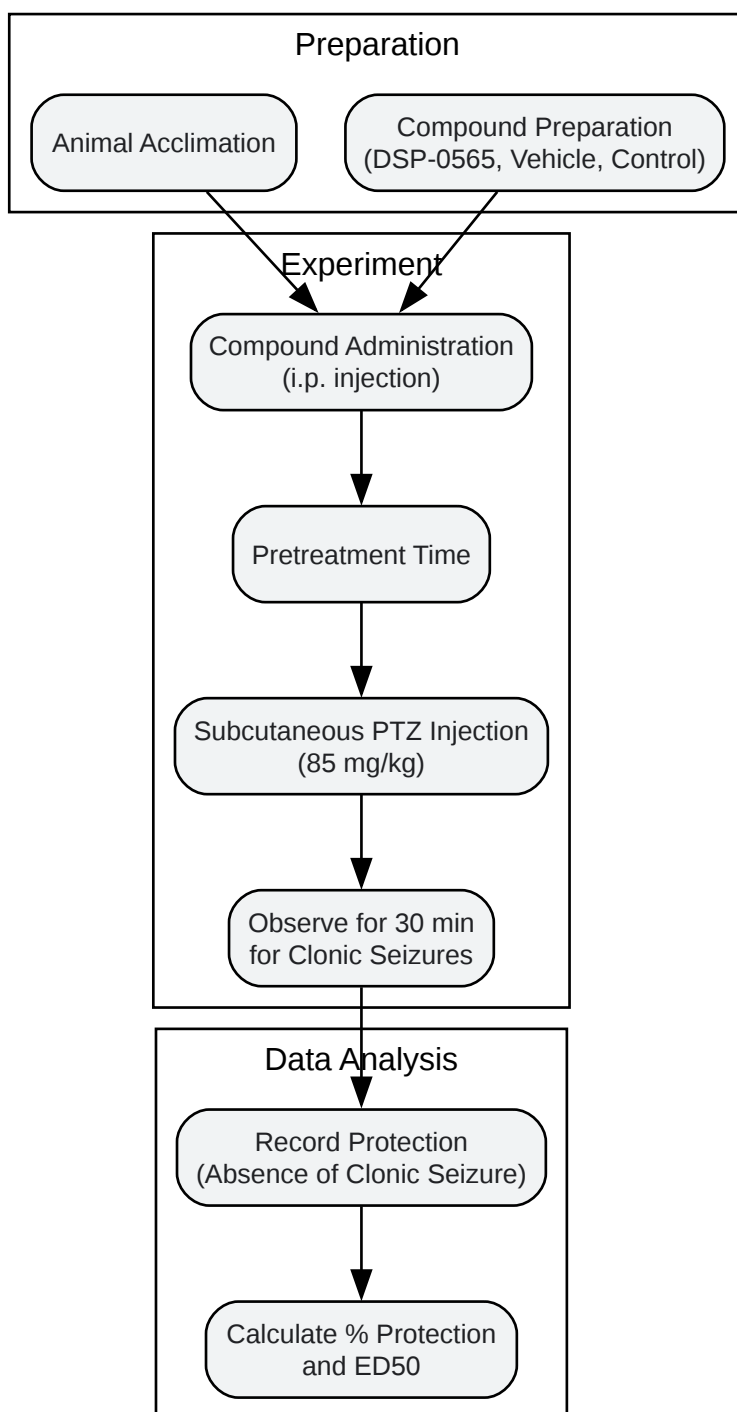 Preparation
Animal Acclimation
Compound Preparation
(DSP-0565, Vehicle, Control)
Experiment
Compound Administration
(i.p. injection)
Pretreatment Time
Subcutaneous PTZ Injection
(85 mg/kg)
Observe for 30 min
for Clonic Seizures
Data Analysis
Record Protection
(Absence of Clonic Seizure)
Calculate % Protection
and ED50